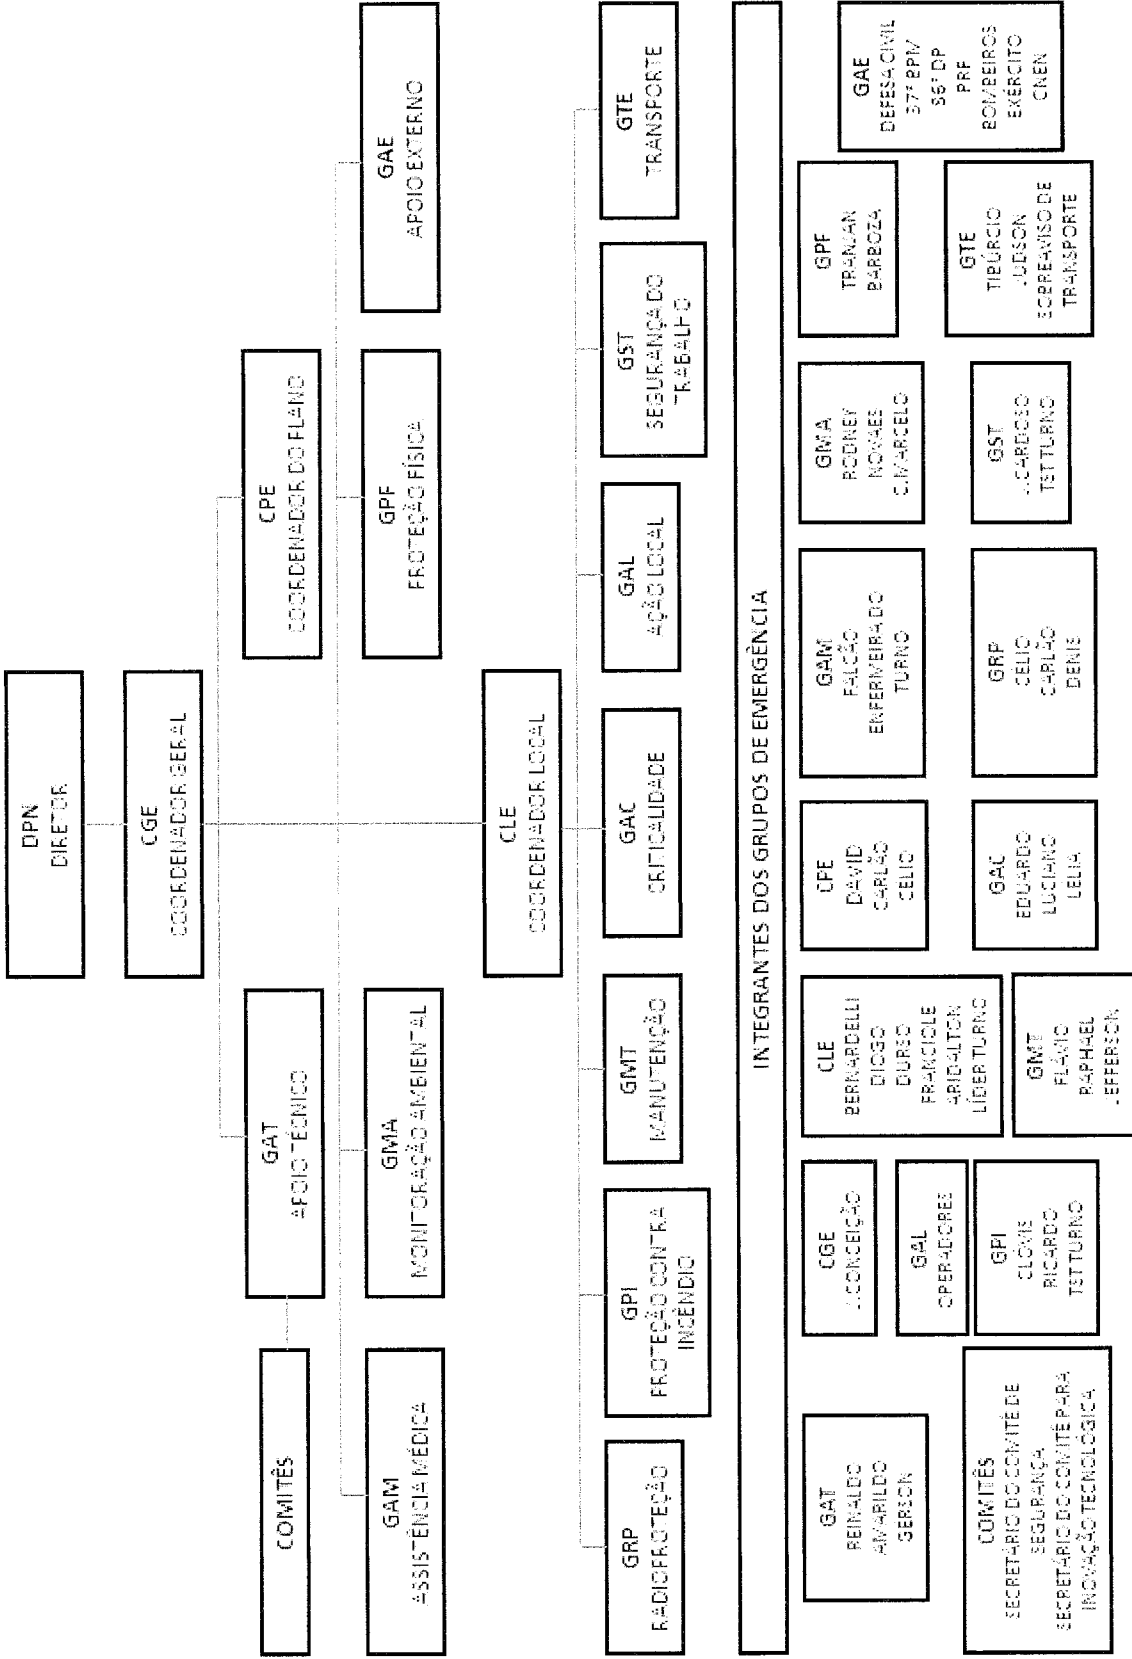 DPN
DIRETOR
CGE
COORDENADOR GERAL
GAT
APOIO TÉCNICO
CPE
COORDENADOR DO PLANO
COMITÊS
GAM
ASSISTÊNCIA MÉDICA
GMA
MONITORAÇÃO AMBIENTAL
GPF
PROTEÇÃO FÍSICA
GAE
APOIO EXTERNO
CLE
COORDENADOR LOCAL
GRP
RADIOPROTEÇÃO
GPI
PROTEÇÃO CONTRA
INCÊNDIO
GMT
MANUTENÇÃO
GAC
CRITICALIDADE
GAL
AÇÃO LOCAL
GST
SEGURANÇA DO
TRABALHO
GTE
TRANSPORTE
INTEGRANTES DOS GRUPOS DE EMERGÊNCIA
GAT
REINALDO
AMARILDO
GERSON
CGE
J.CONCEIÇÃO
CLE
BERNARDELLI
DIOGO
DURSO
FRANCIOLE
ARIDALTON
LÍDER TURNO
CPE
DAVID
CARLÃO
CELIO
GAM
FALCÃO
ENFERMEIRA DO
TURNO
GMA
RODNEY
NOVAES
C.MARCELO
GPF
TRANJAN
BARBOZA
GAE
DEFESA CIVIL
37º BPM
PRF
BOMBEIROS
EXÉRCITO
CNEN
COMITÊS
SECRETÁRIO DO COMITÊ DE
SEGURANÇA
SECRETÁRIO DO COMITÊ PARA
INOVAÇÃO TECNOLÓGICA
GAL
OPERADORES
GPI
CLÓVIS
RICARDO
TST TURNO
GMT
FLÁVIO
RAPHAEL
JEFFERSON
GAC
EDUARDO
LUCIANO
LELIA
GRP
CÉLIO
CARLÃO
DENIS
GST
J.CARDOSO
TST TURNO
GTE
TIBÚRCIO
JUDSON
SOBREAVISO DE
TRANSPORTE